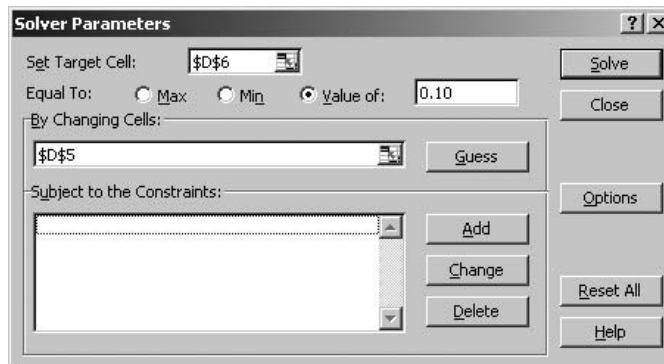 Solver Parameters
Set Target Cell: $D$6 Solve
Equal To: Max Min Value of: 0.10 Close
By Changing Cells:
$D$5 Guess
Subject to the Constraints: Options
Add
Change
Reset All
Delete
Help